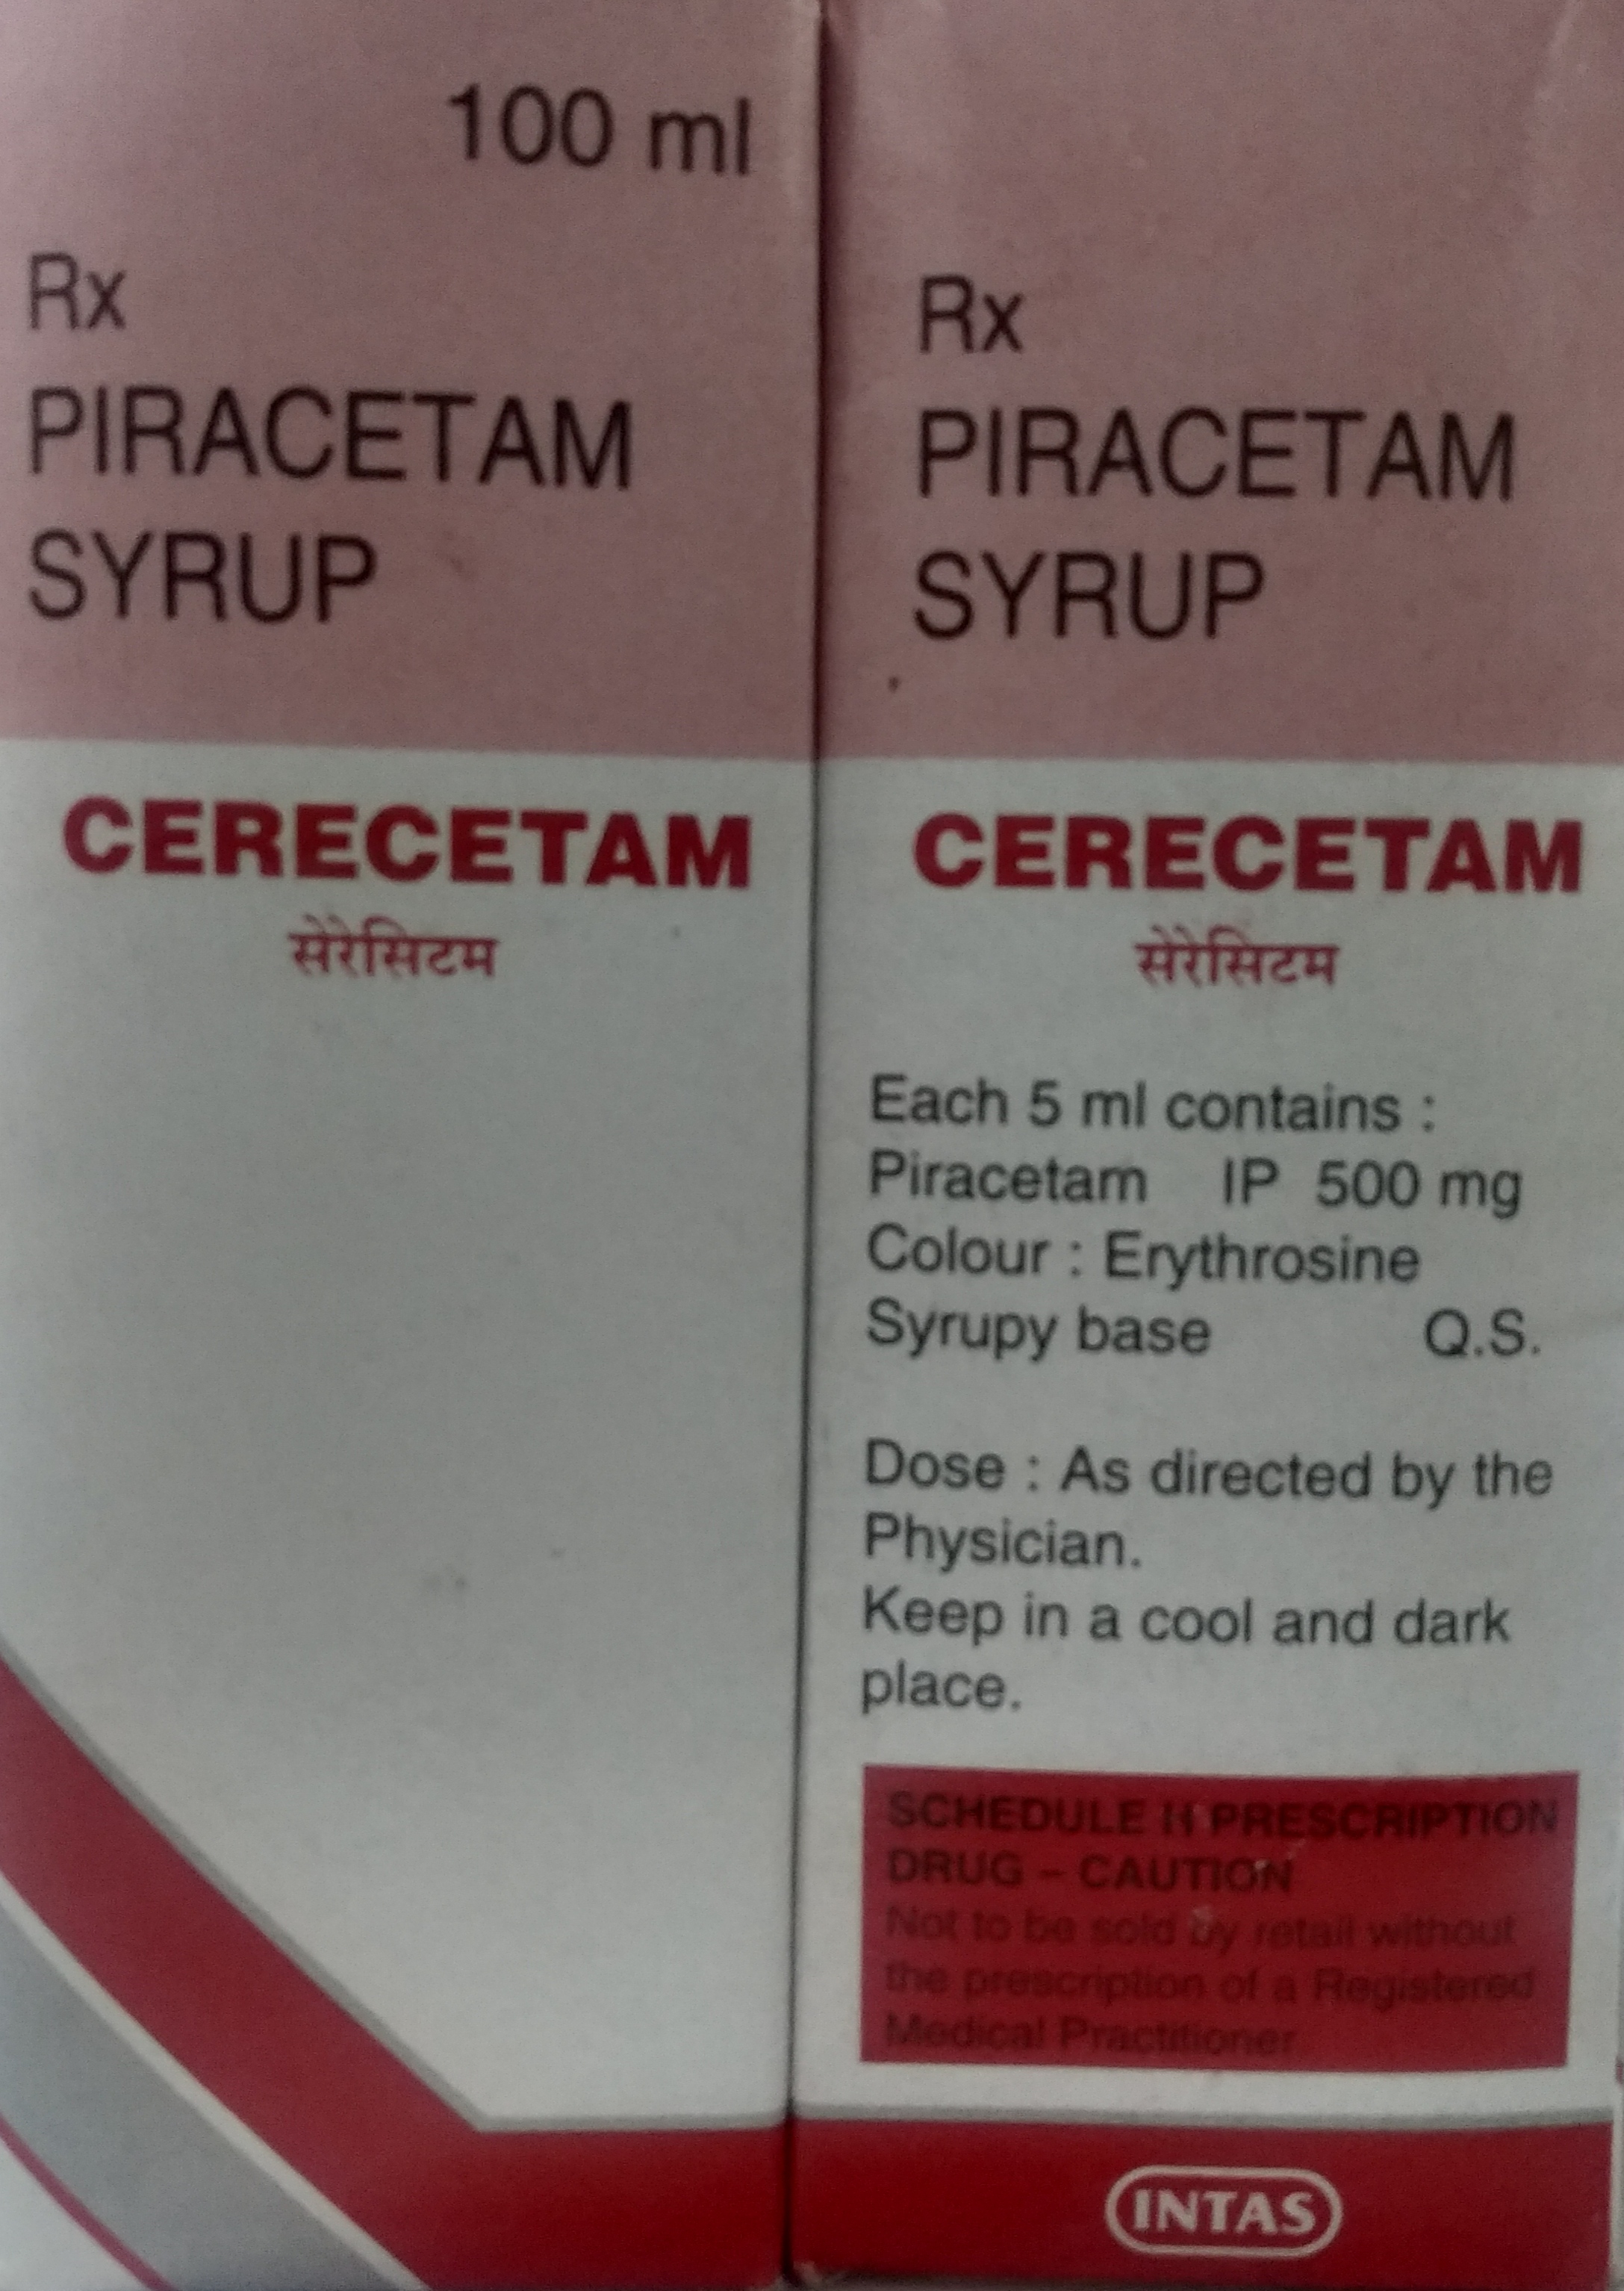 100 ml
Rx
PIRACETAM
SYRUP
CERECETAM
सेरेसिटम
Rx
PIRACETAM
SYRUP
CERECETAM
सेरेसिटम
Each 5 ml contains :
Piracetam IP 500 mg
Colour : Erythrosine
Syrupy base Q.S.
Dose : As directed by the
Physician.
Keep in a cool and dark
place.
SCHEDULE H PRESCRIPTION
DRUG – CAUTION
Not to be sold by retail without
the prescription of a Registered
Medical Practitioner
INTAS